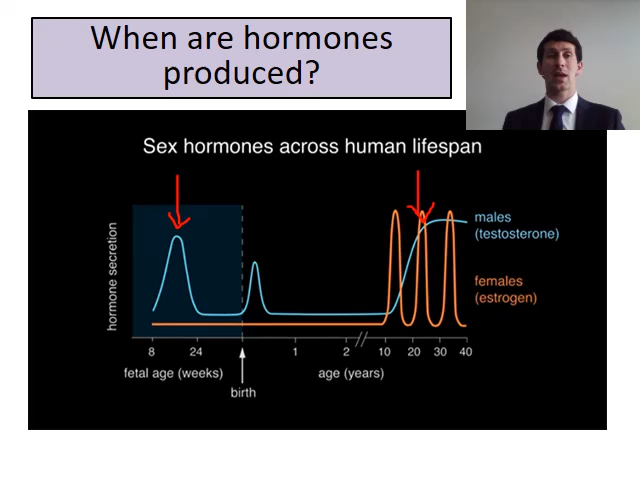 When are hormones
produced?
Sex hormones across human lifespan
hormone secretion
males
(testosterone)
females
(estrogen)
8 24 1 2 10 20 30 40
fetal age (weeks) age (years)
birth